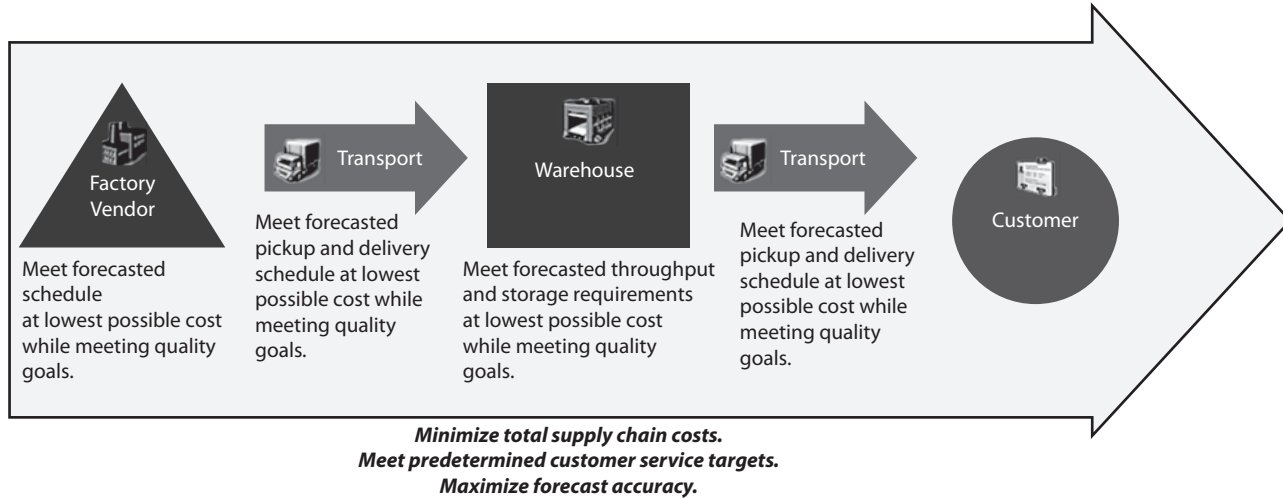 Factory
Vendor
Meet forecasted
schedule
at lowest possible cost
while meeting quality
goals.
Transport
Meet forecasted
pickup and delivery
schedule at lowest
possible cost while
meeting quality
goals.
Warehouse
Meet forecasted throughput
and storage requirements
at lowest possible cost
while meeting quality
goals.
Transport
Meet forecasted
pickup and delivery
schedule at lowest
possible cost while
meeting quality
goals.
Customer
Minimize total supply chain costs.
Meet predetermined customer service targets.
Maximize forecast accuracy.